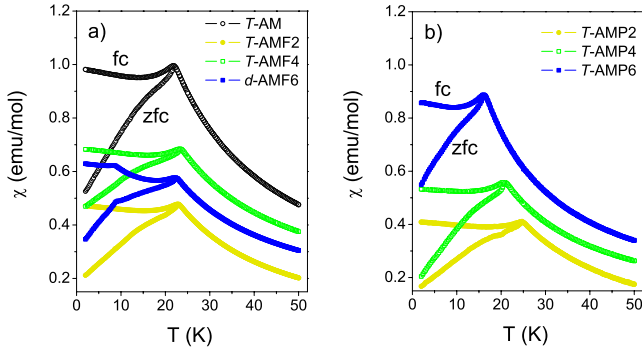 a)
T-AM
T-AMF2
T-AMF4
d-AMF6
fc
zfc
χ (emu/mol)
1.2
1.0
0.8
0.6
0.4
0.2
0 10 20 30 40 50
T (K)
b)
T-AMP2
T-AMP4
T-AMP6
fc
zfc
χ (emu/mol)
1.2
1.0
0.8
0.6
0.4
0.2
0 10 20 30 40 50
T (K)